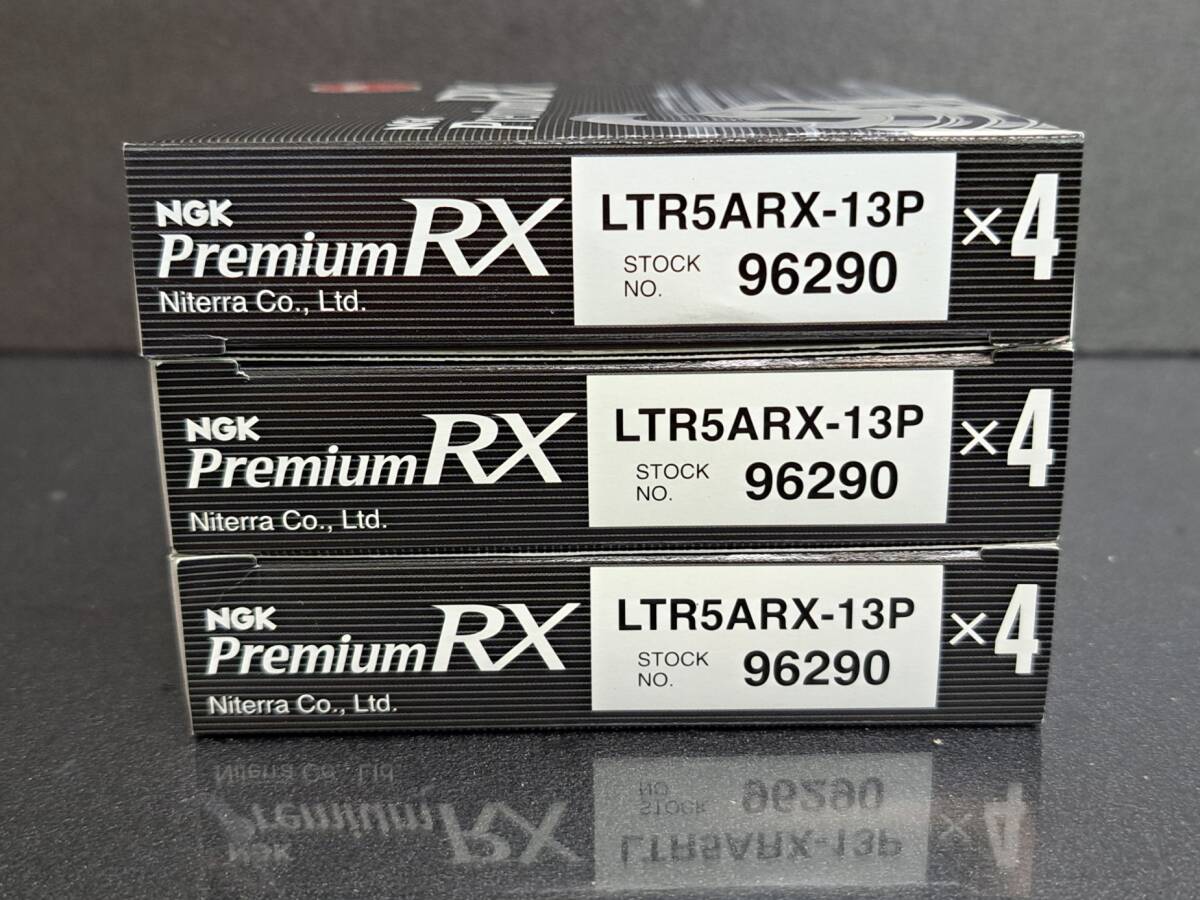 NGK
Premium RX
Niterra Co., Ltd.
LTR5ARX-13P
STOCK NO. 96290
×4
NGK
Premium RX
Niterra Co., Ltd.
LTR5ARX-13P
STOCK NO. 96290
×4
NGK
Premium RX
Niterra Co., Ltd.
LTR5ARX-13P
STOCK NO. 96290
×4